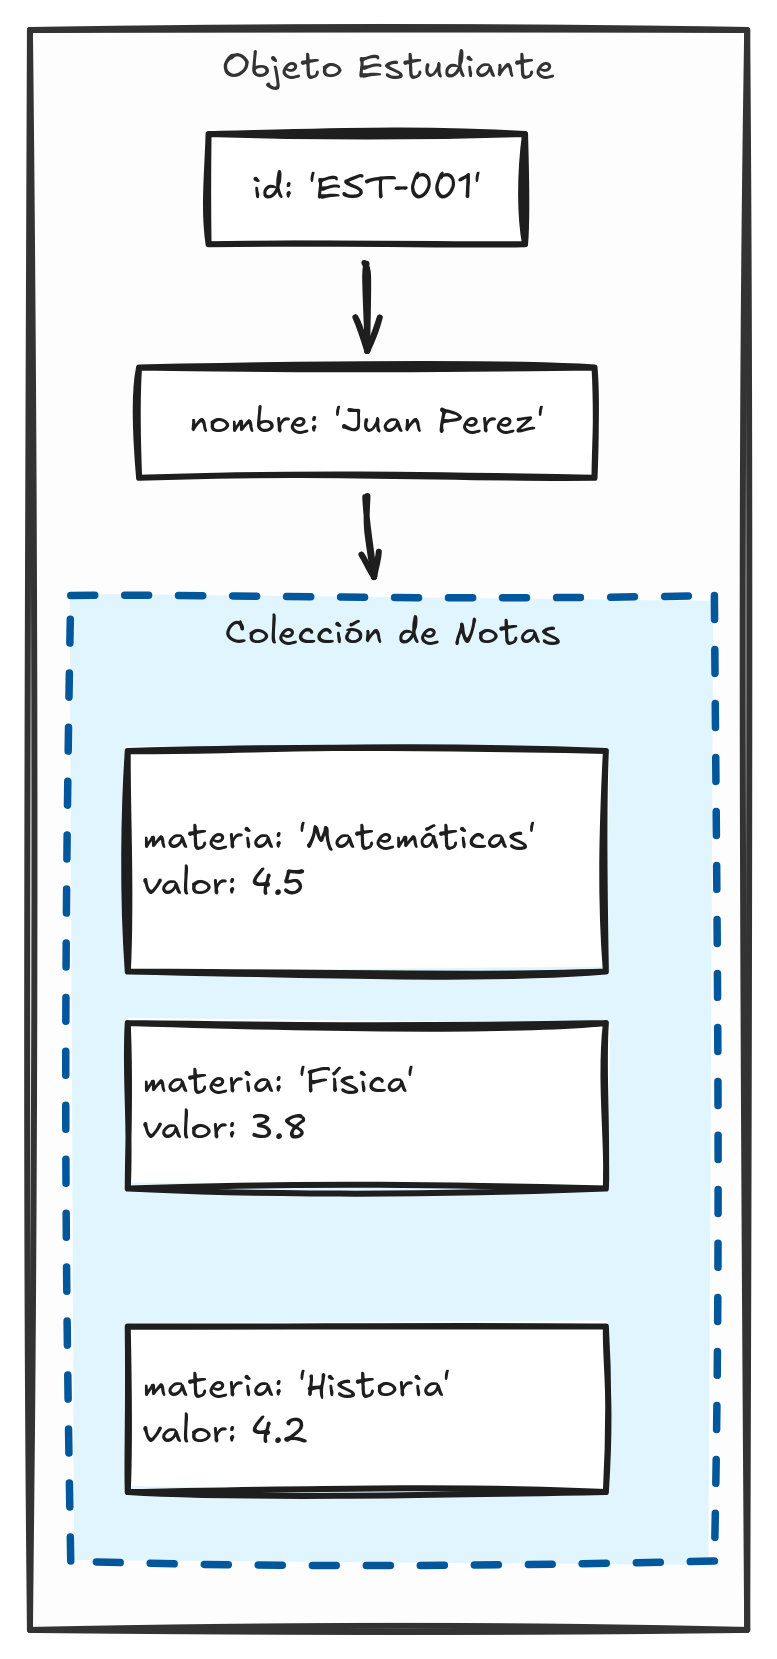 Objeto Estudiante
id: 'EST-001'
nombre: 'Juan Perez'
Colección de Notas
materia: 'Matemáticas'
valor: 4.5
materia: 'Física'
valor: 3.8
materia: 'Historia'
valor: 4.2